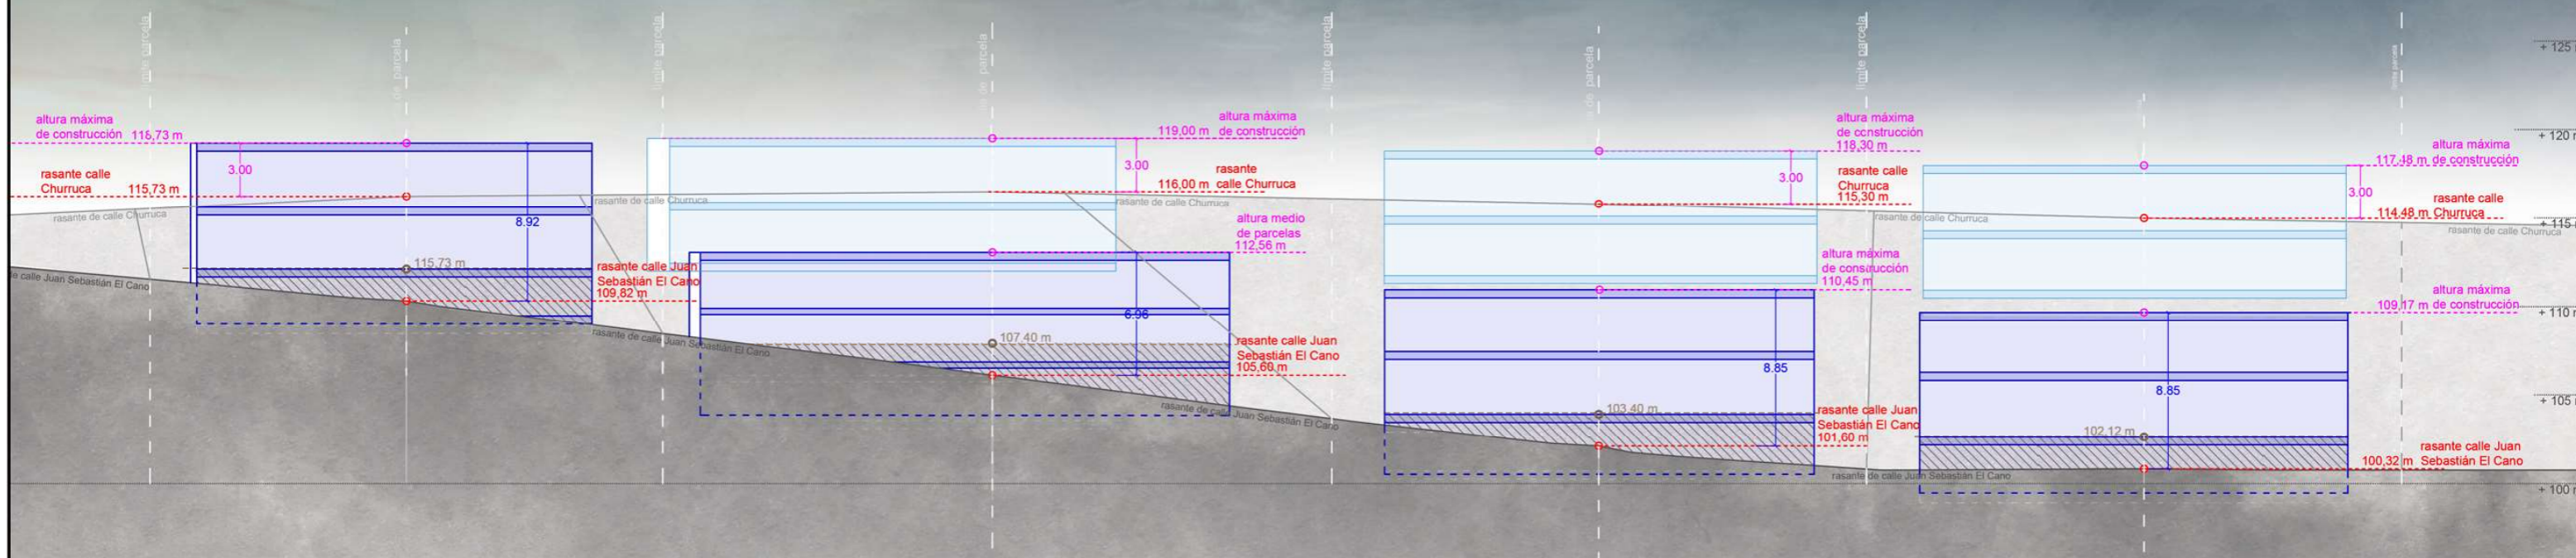 límite parcela
de parcela
límite parcela
de parcela
límite parcela
de parcela
límite parcela
límite parcela
altura máxima
de construcción 118,73 m
rasante calle
Churruca 115,73 m
rasante de calle Churruca
calle Juan Sebastián El Cano
3.00
8.92
115,73 m
rasante calle Juan
Sebastián El Cano
109,82 m
rasante de calle Churruca
rasante de calle Juan Sebastián El Cano
altura máxima
119,00 m de construcción
3.00
rasante
116,00 m calle Churruca
rasante de calle Churruca
altura medio
de parcelas
112,56 m
6.96
107.40 m
rasante calle Juan
Sebastián El Cano
105,60 m
rasante de calle Juan Sebastián El Cano
altura máxima
de construcción
118,30 m
3.00
rasante calle
Churruca
115,30 m
rasante de calle Churruca
altura máxima
de construcción
110,45 m
8.85
103.40 m
rasante calle Juan
Sebastián El Cano
101,60 m
rasante de calle Juan Sebastián El Cano
altura máxima
117,48 m de construcción
3.00
rasante calle
114,48 m Churruca
rasante de calle Churruca
altura máxima
109,17 m de construcción
8.85
102,12 m
rasante calle Juan
100,32 m Sebastián El Cano
+ 125
+ 120
+ 115
+ 110
+ 105
+ 100